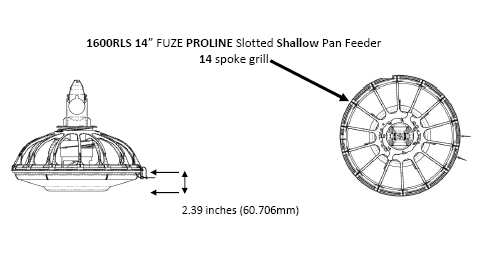 1600RLS 14” FUZE PROLINE Slotted Shallow Pan Feeder
14 spoke grill
2.39 inches (60.706mm)